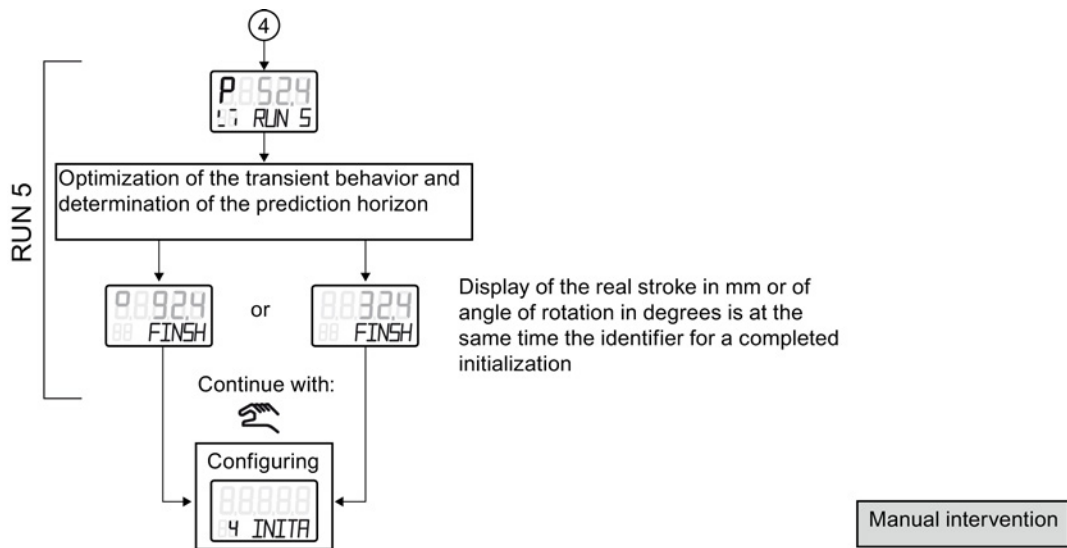 4
P 52.4
RUN 5
RUN 5
Optimization of the transient behavior and
determination of the prediction horizon
° 92.4
FINSH
or
32.4
FINSH
Display of the real stroke in mm or of
angle of rotation in degrees is at the
same time the identifier for a completed
initialization
Continue with:
Configuring
4 INITA
Manual intervention